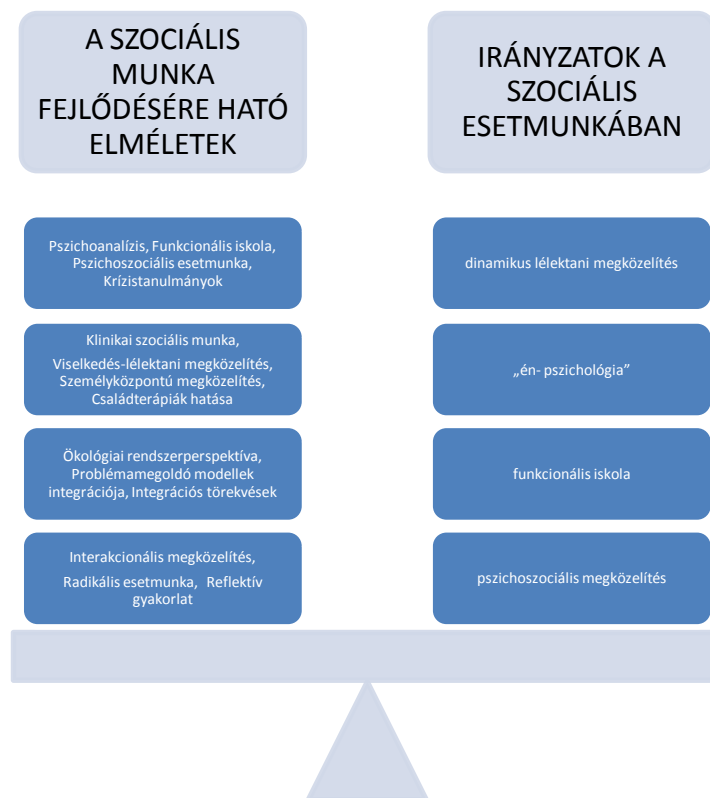 A SZOCIÁLIS
MUNKA
FEJLŐDÉSÉRE HATÓ
ELMÉLETEK
Pszichoanalízis, Funkcionális iskola,
Pszichoszociális esetmunka,
Krízistanulmányok
Klinikai szociális munka,
Viselkedés-lélektani megközelítés,
Személyközpontú megközelítés,
Családterápiák hatása
Ökológiai rendszerperspektíva,
Problémamegoldó modellek
integrációja, Integrációs törekvések
Interakcionális megközelítés,
Radikális esetmunka, Reflektív
gyakorlat
IRÁNYZATOK A
SZOCIÁLIS
ESETMUNKÁBAN
dinamikus lélektani megközelítés
„én- pszichológia”
funkcionális iskola
pszichoszociális megközelítés